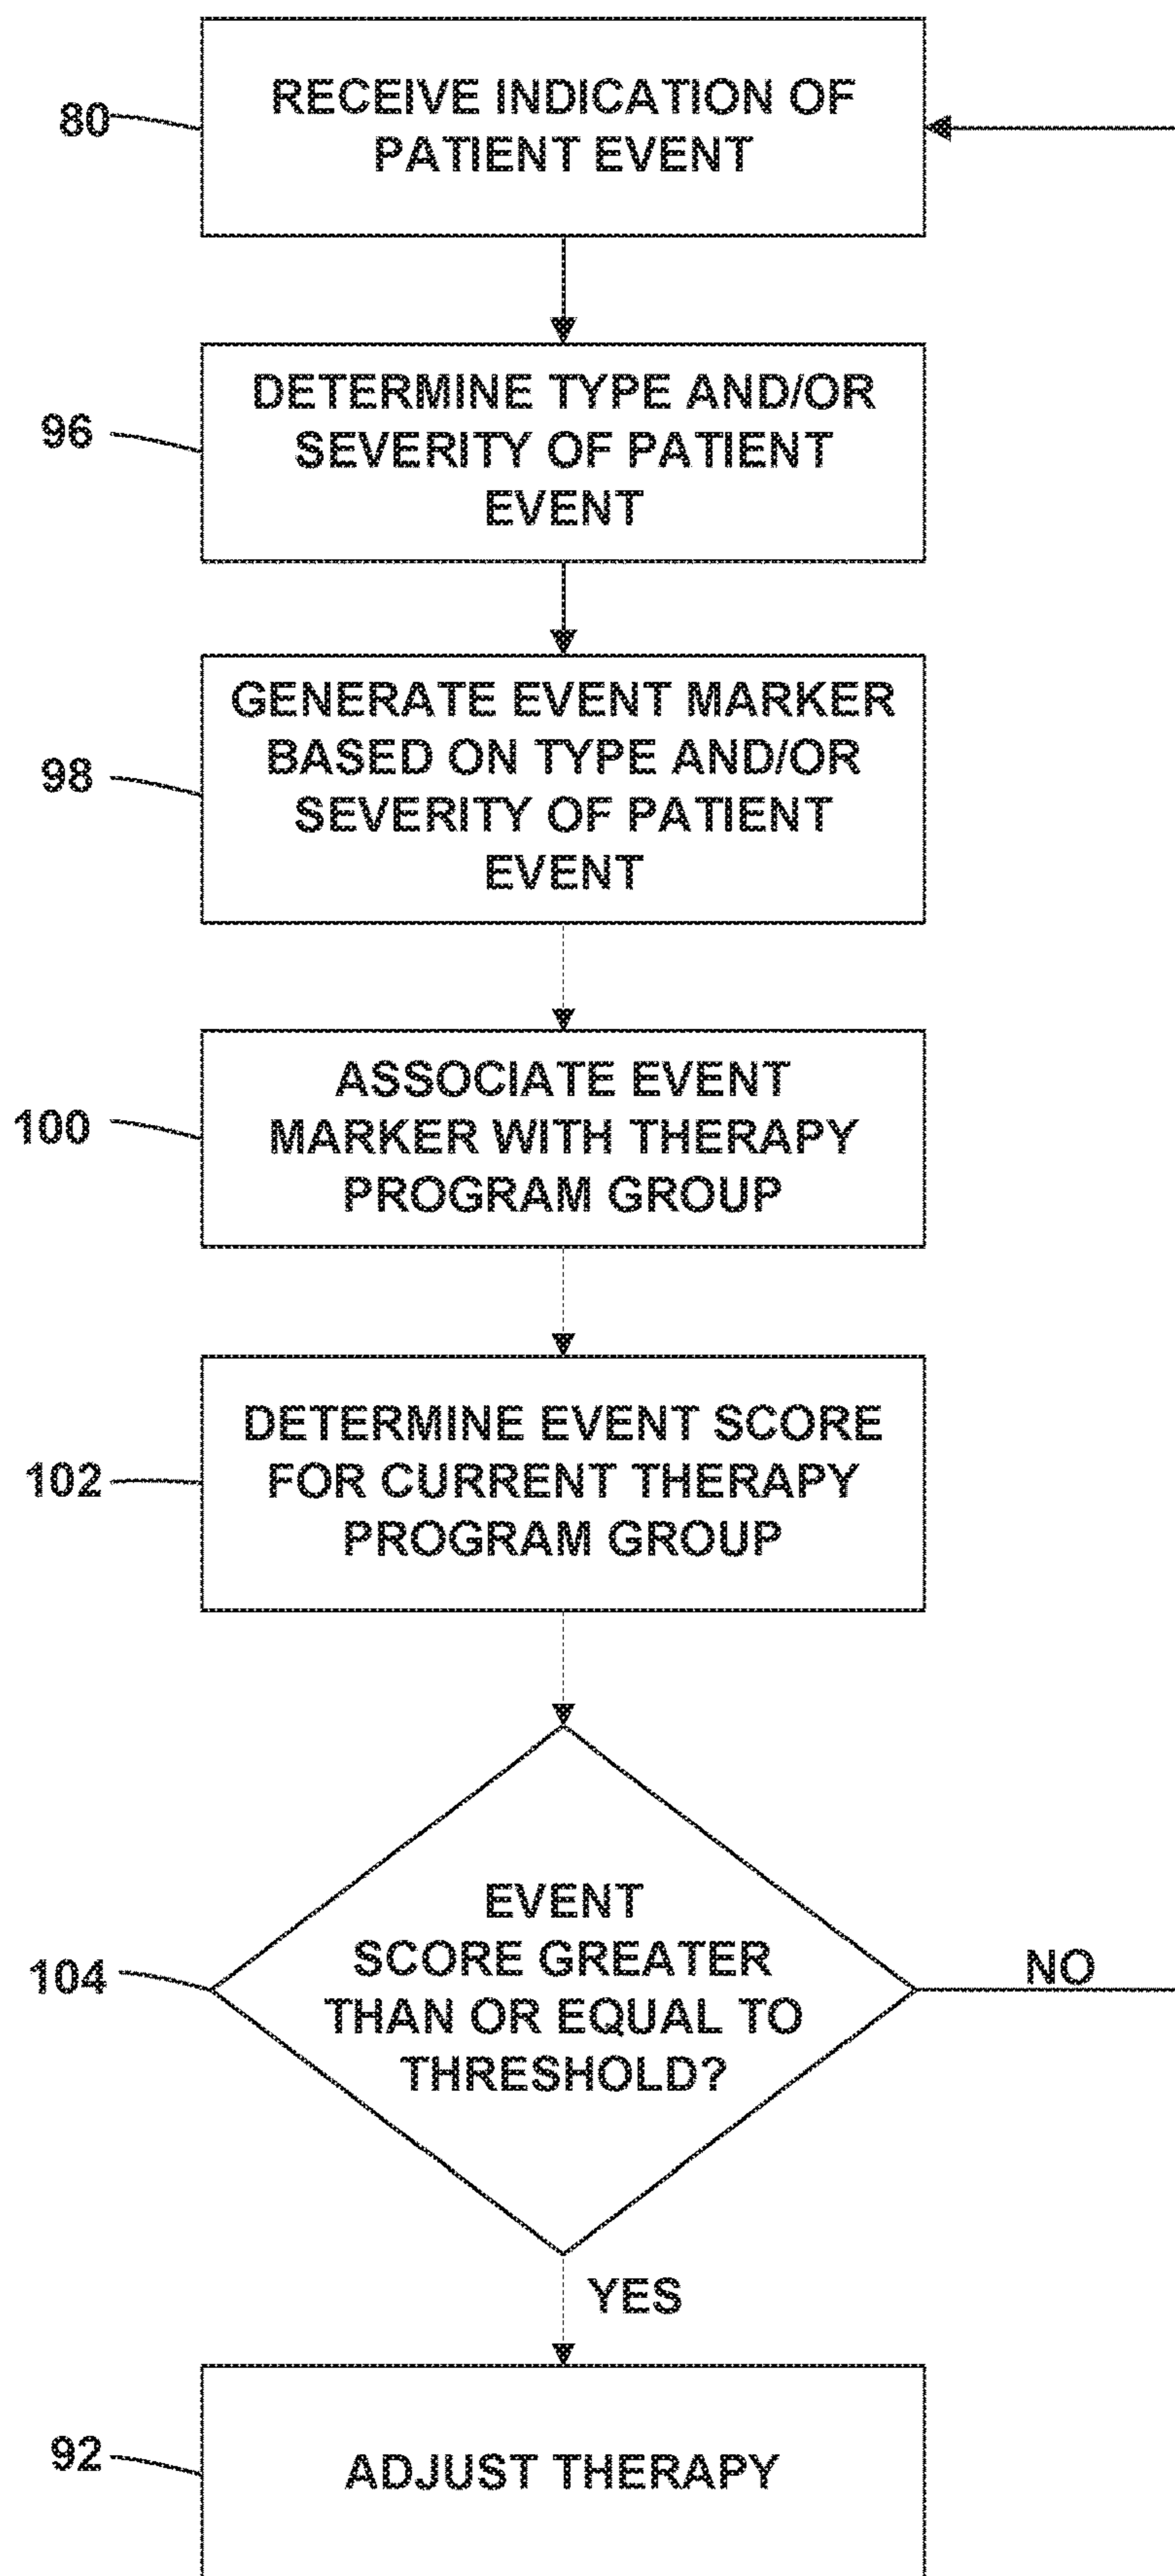 80
RECEIVE INDICATION OF
PATIENT EVENT
96
DETERMINE TYPE AND/OR
SEVERITY OF PATIENT
EVENT
98
GENERATE EVENT MARKER
BASED ON TYPE AND/OR
SEVERITY OF PATIENT
EVENT
100
ASSOCIATE EVENT
MARKER WITH THERAPY
PROGRAM GROUP
102
DETERMINE EVENT SCORE
FOR CURRENT THERAPY
PROGRAM GROUP
104
EVENT
SCORE GREATER
THAN OR EQUAL TO
THRESHOLD?
NO
YES
92
ADJUST THERAPY